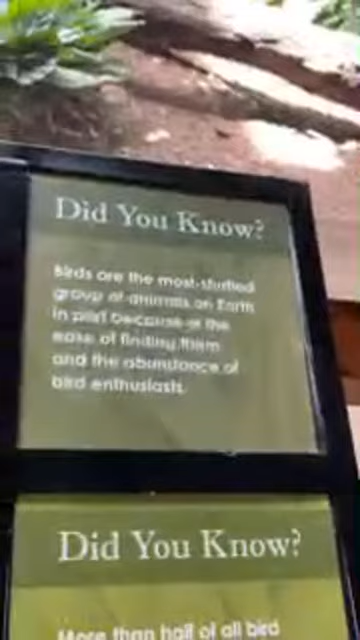 Did You Know?
Birds are the most-studied
group of animals on Earth
in part because of the
ease of finding them
and the abundance of
bird enthusiasts.
Did You Know?
More than half of all bird